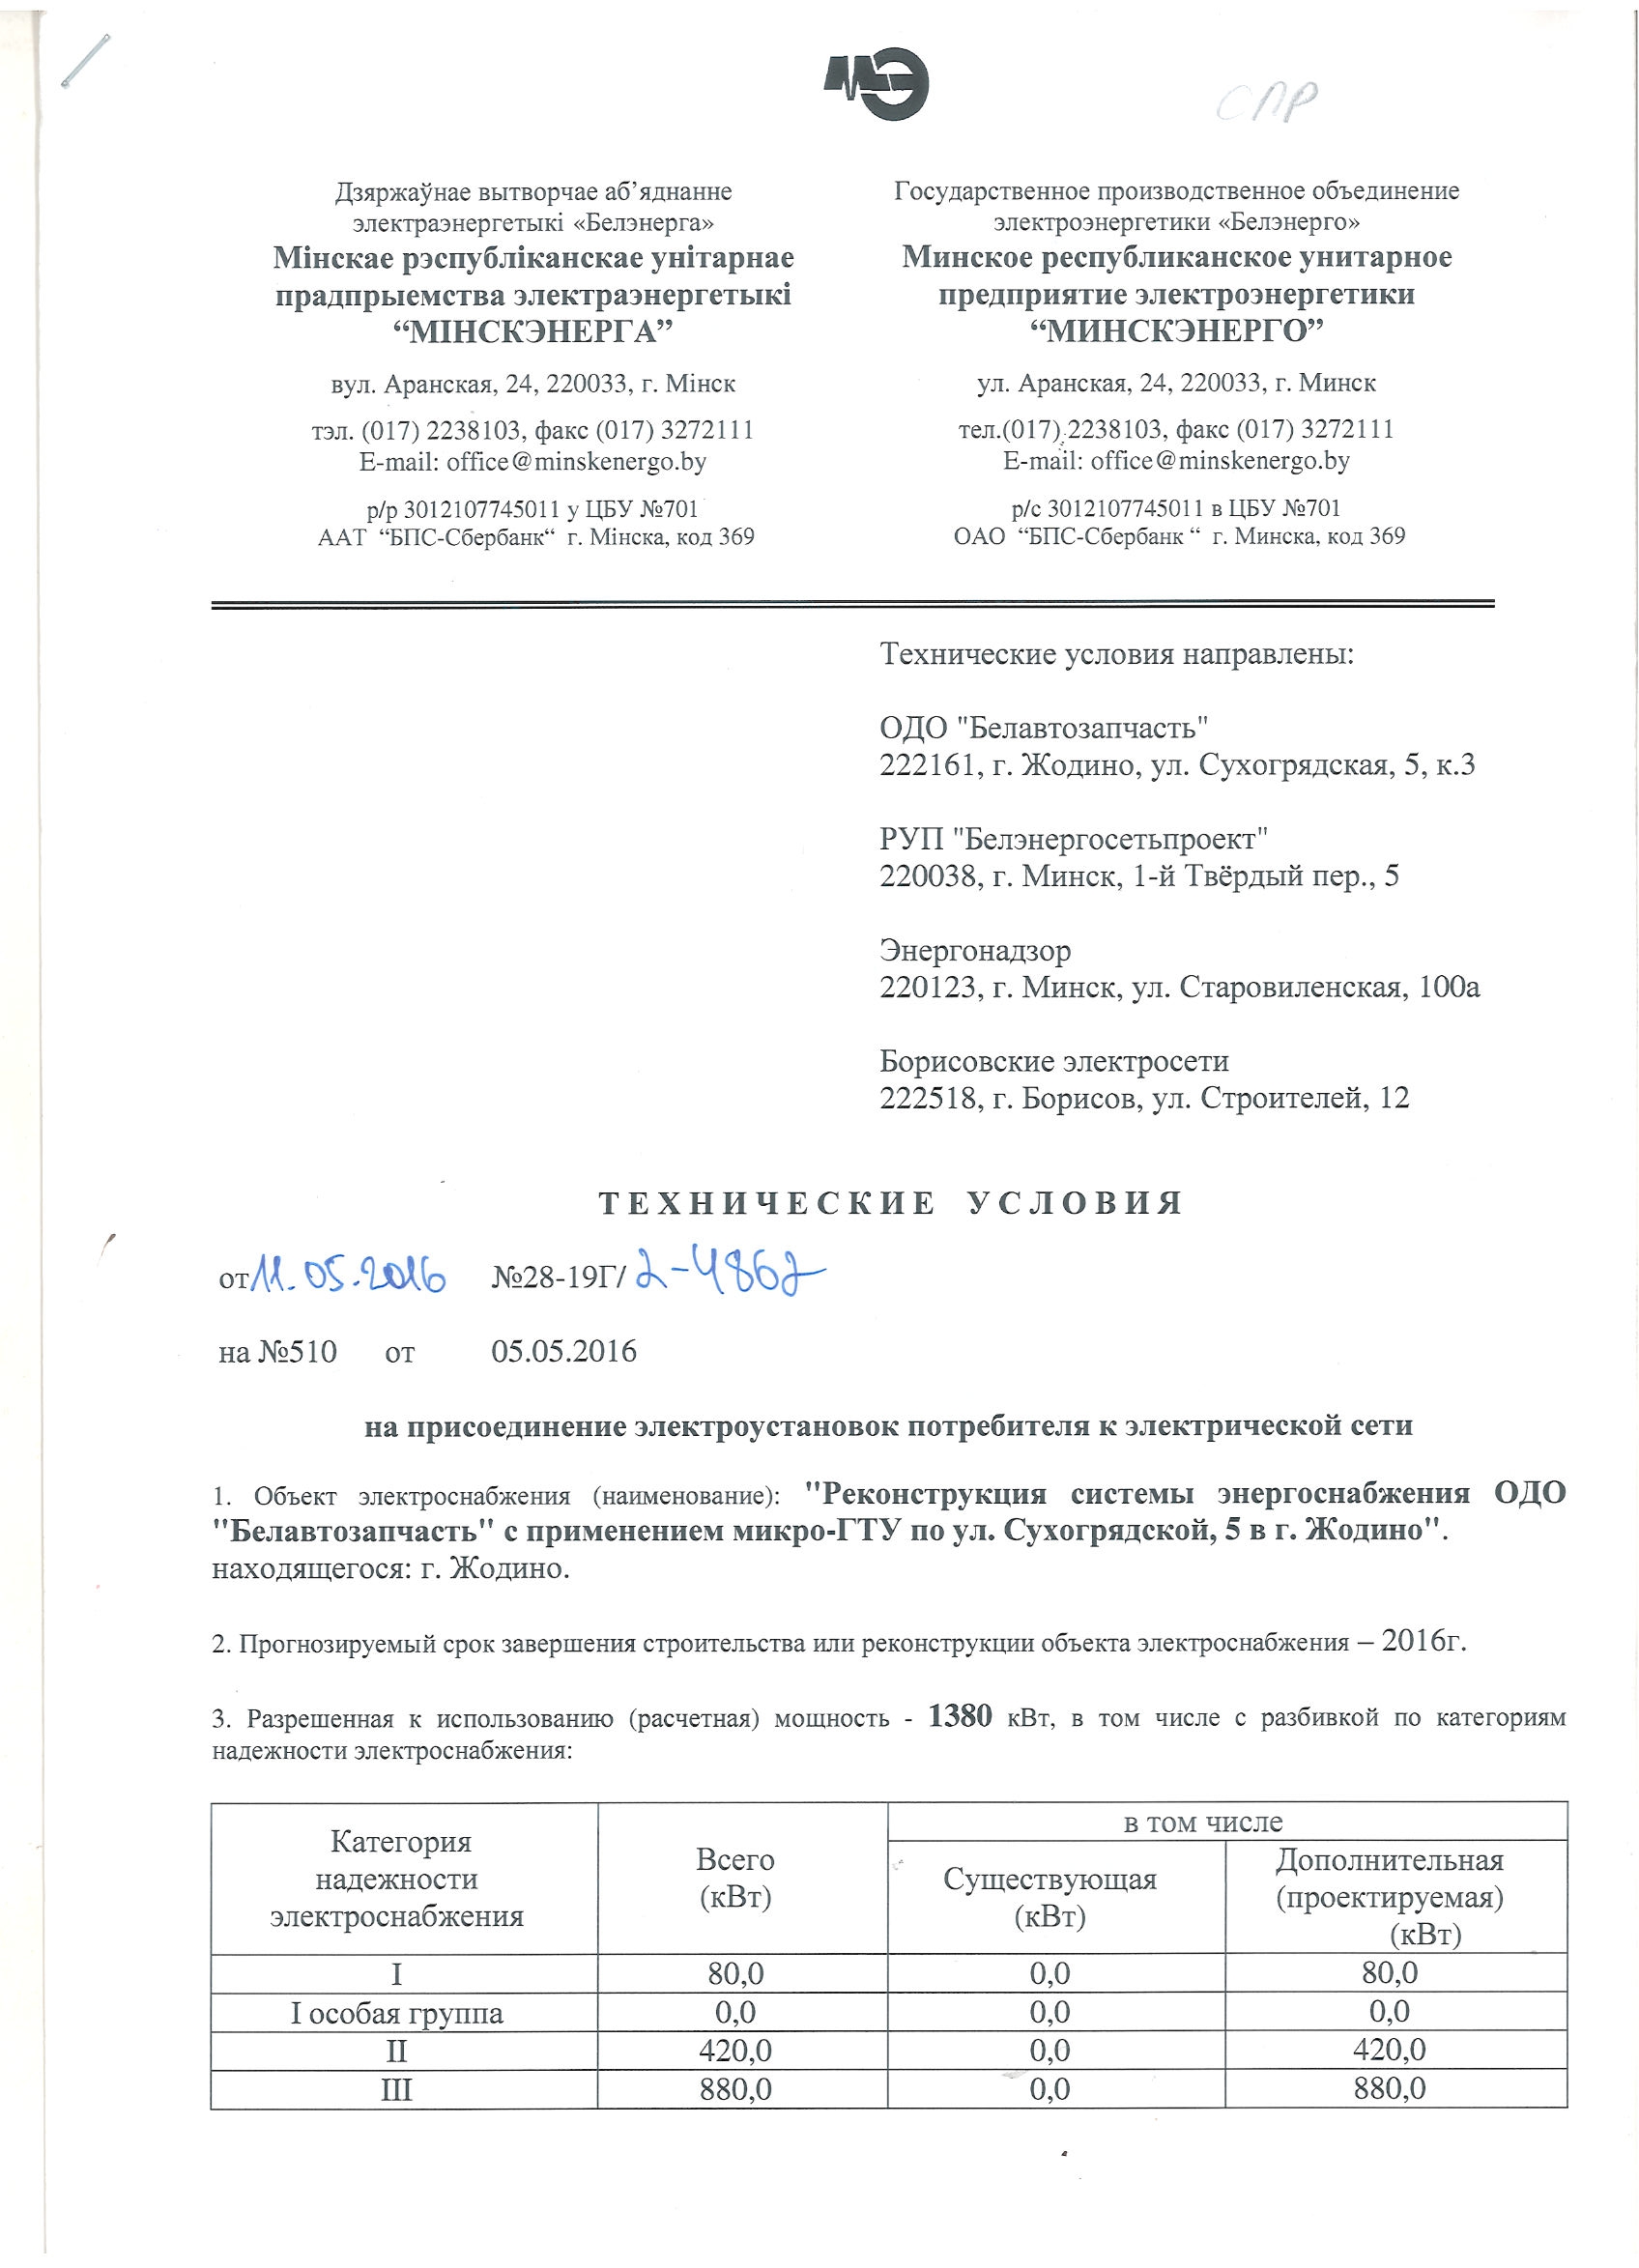 МЭ
СПР
Дзяржаўнае вытворчае аб’яднанне
электраэнергетыкі «Белэнерга»
Мінскае рэспубліканскае унітарнае
прадпрыемства электраэнергетыкі
“МІНСКЭНЕРГА”
вул. Аранская, 24, 220033, г. Мінск
тэл. (017) 2238103, факс (017) 3272111
E-mail: office@minskenergo.by
р/р 3012107745011 у ЦБУ №701
ААТ “БПС-Сбербанк“ г. Мінска, код 369
Государственное производственное объединение
электроэнергетики «Белэнерго»
Минское республиканское унитарное
предприятие электроэнергетики
“МИНСКЭНЕРГО”
ул. Аранская, 24, 220033, г. Минск
тел.(017) 2238103, факс (017) 3272111
E-mail: office@minskenergo.by
р/с 3012107745011 в ЦБУ №701
ОАО “БПС-Сбербанк “ г. Минска, код 369
Технические условия направлены:
ОДО "Белавтозапчасть"
222161, г. Жодино, ул. Сухогрядская, 5, к.3
РУП "Белэнергосетьпроект"
220038, г. Минск, 1-й Твёрдый пер., 5
Энергонадзор
220123, г. Минск, ул. Старовиленская, 100а
Борисовские электросети
222518, г. Борисов, ул. Строителей, 12
ТЕХНИЧЕСКИЕ УСЛОВИЯ
от 11.05.2016 №28-19Г/ 2-4862
на №510 от 05.05.2016
на присоединение электроустановок потребителя к электрической сети
1. Объект электроснабжения (наименование): "Реконструкция системы энергоснабжения ОДО
"Белавтозапчасть" с применением микро-ГТУ по ул. Сухогрядской, 5 в г. Жодино".
находящегося: г. Жодино.
2. Прогнозируемый срок завершения строительства или реконструкции объекта электроснабжения – 2016г.
3. Разрешенная к использованию (расчетная) мощность - 1380 кВт, в том числе с разбивкой по категориям
надежности электроснабжения:
Категория
надежности
электроснабжения
Всего
(кВт)
в том числе
Существующая
(кВт)
Дополнительная
(проектируемая)
(кВт)
I 80,0 0,0 80,0
I особая группа 0,0 0,0 0,0
II 420,0 0,0 420,0
III 880,0 0,0 880,0